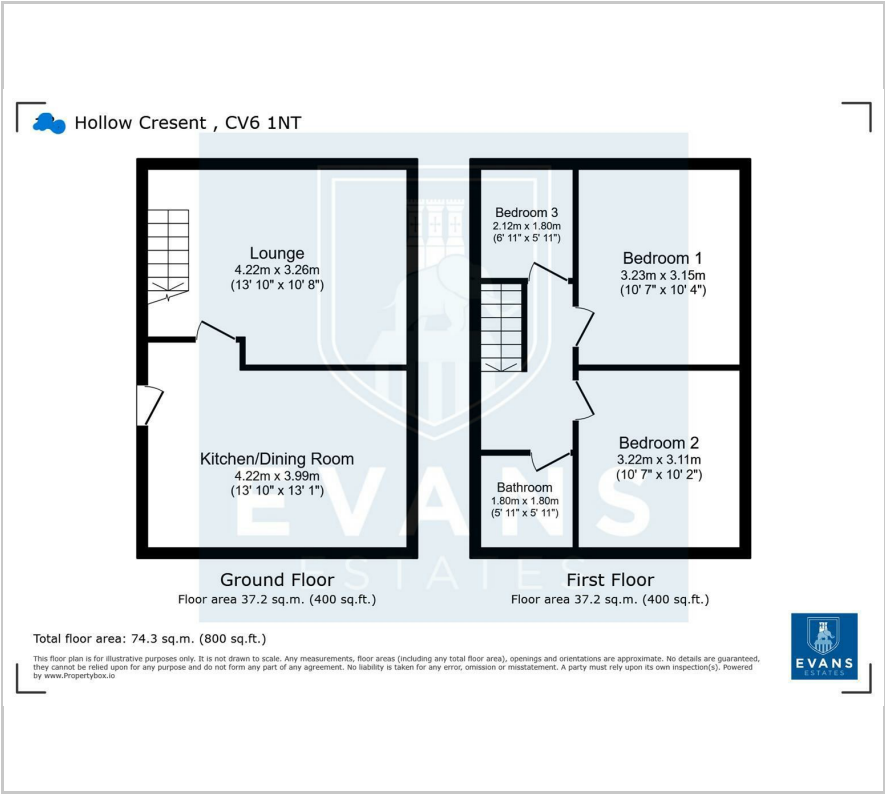 Hollow Cresent , CV6 1NT
Lounge
4.22m x 3.26m
(13' 10" x 10' 8")
Kitchen/Dining Room
4.22m x 3.99m
(13' 10" x 13' 1")
Bedroom 3
2.12m x 1.80m
(6' 11" x 5' 11")
Bedroom 1
3.23m x 3.15m
(10' 7" x 10' 4")
Bedroom 2
3.22m x 3.11m
(10' 7" x 10' 2")
Bathroom
1.80m x 1.80m
(5' 11" x 5' 11")
EVANS
ESTATES
Ground Floor
Floor area 37.2 sq.m. (400 sq.ft.)
First Floor
Floor area 37.2 sq.m. (400 sq.ft.)
Total floor area: 74.3 sq.m. (800 sq.ft.)
This floor plan is for illustrative purposes only. It is not drawn to scale. Any measurements, floor areas (including any total floor area), openings and orientations are approximate. No details are guaranteed,
they cannot be relied upon for any purpose and do not form any part of any agreement. No liability is taken for any error, omission or misstatement. A party must rely upon its own inspection(s). Powered
by www.Propertybox.io
EVANS
ESTATES